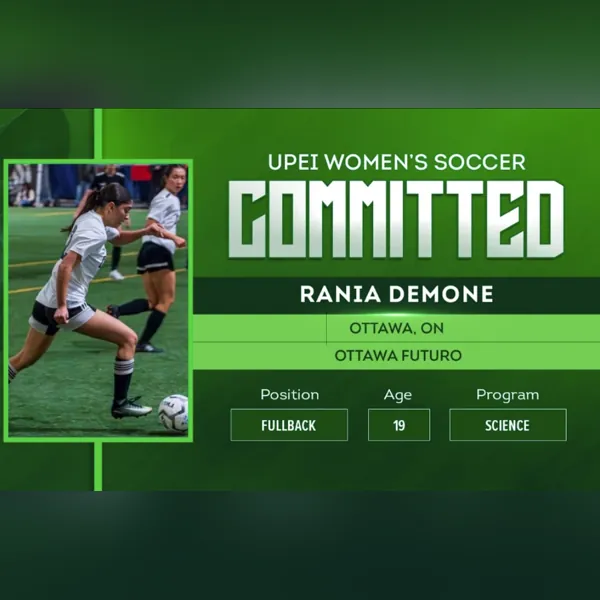 UPEI WOMEN'S SOCCER
COMMITTED
RANIA DEMONE
OTTAWA, ON
OTTAWA FUTURO
Position Age Program
FULLBACK 19 SCIENCE